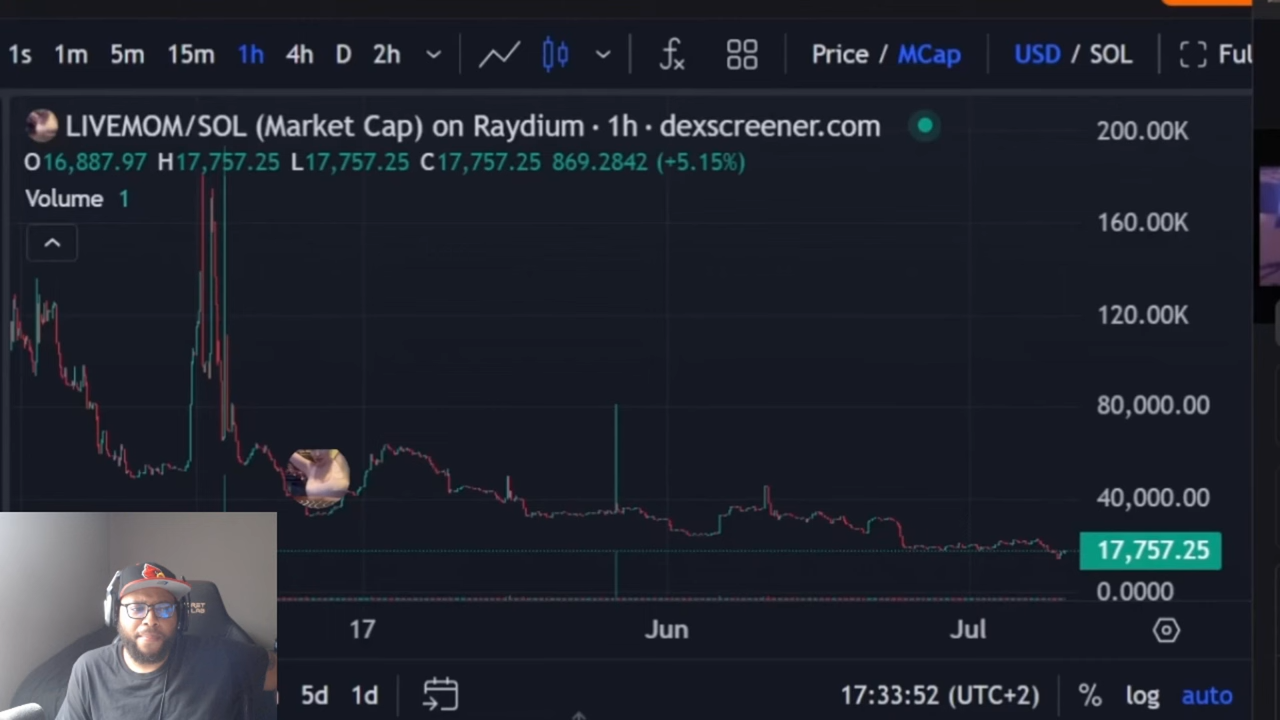 1s 1m 5m 15m 1h 4h D 2h Price / MCap USD / SOL Ful
LIVEMOM/SOL (Market Cap) on Raydium · 1h · dexscreener.com
O16,887.97 H17,757.25 L17,757.25 C17,757.25 869.2842 (+5.15%)
Volume 1
200.00K
160.00K
120.00K
80,000.00
40,000.00
17,757.25
0.0000
17 Jun Jul
5d 1d 17:33:52 (UTC+2) % log auto